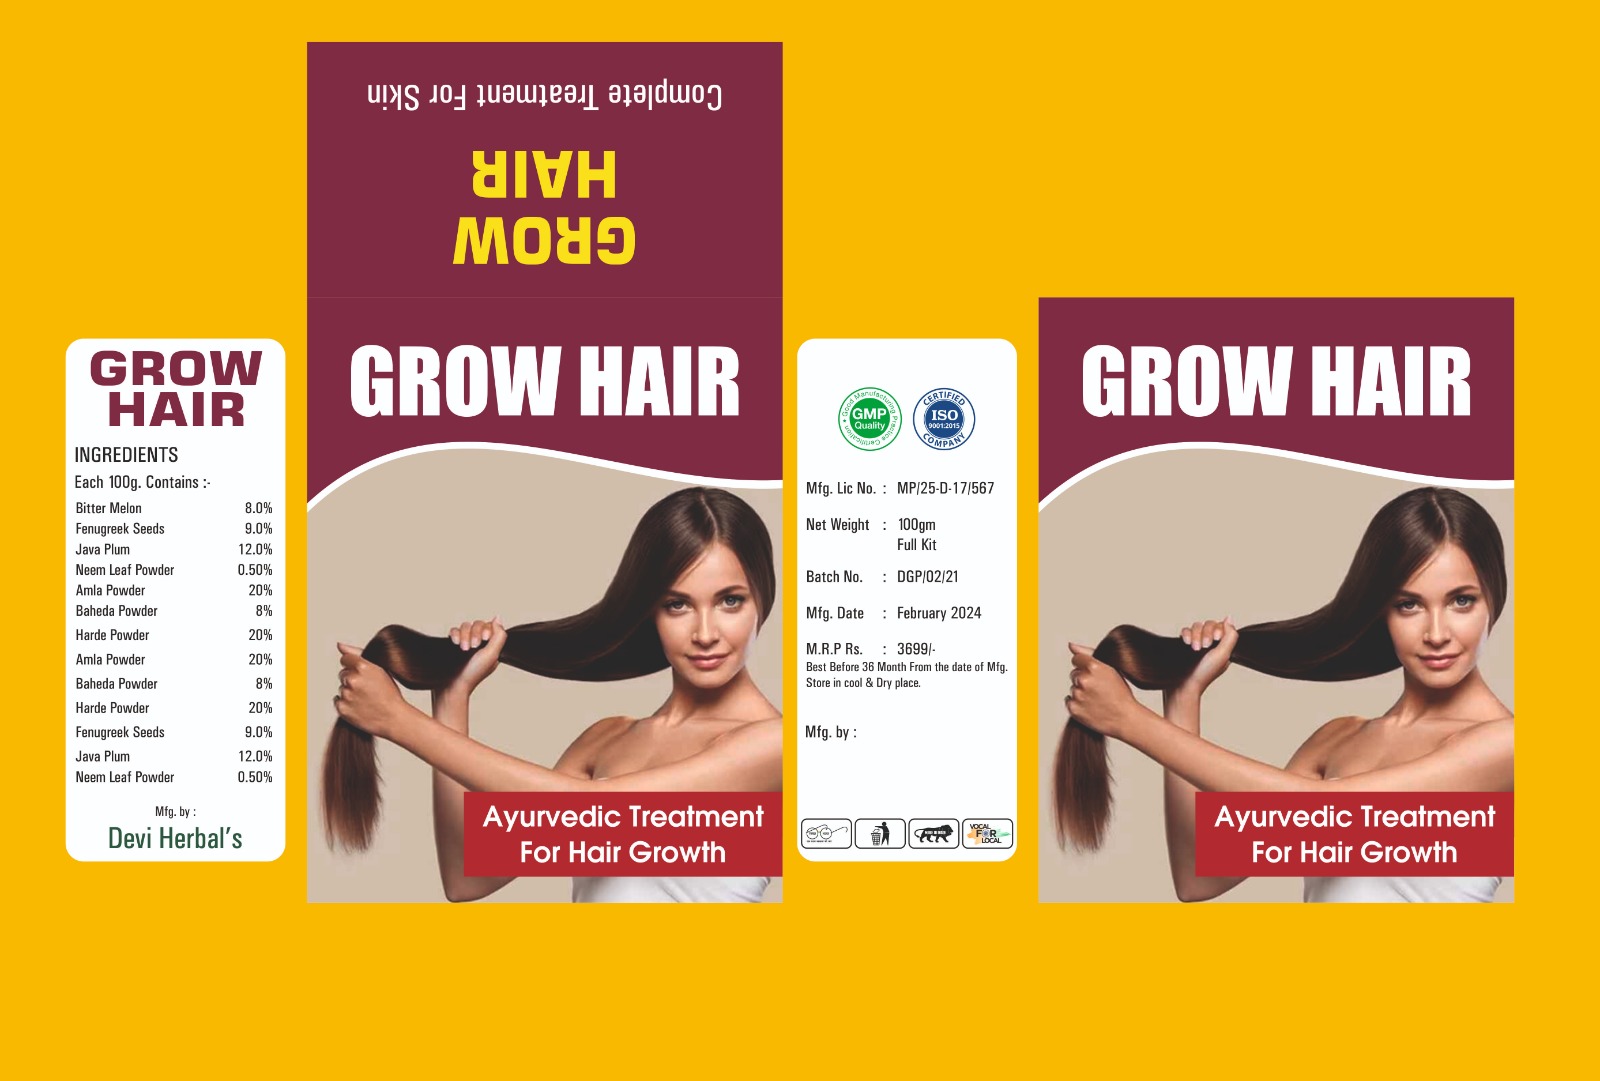 Complete Treatment For Skin
GROW
HAIR
GROW
HAIR
INGREDIENTS
Each 100g. Contains :-
Bitter Melon 8.0%
Fenugreek Seeds 9.0%
Java Plum 12.0%
Neem Leaf Powder 0.50%
Amla Powder 20%
Baheda Powder 8%
Harde Powder 20%
Amla Powder 20%
Baheda Powder 8%
Harde Powder 20%
Fenugreek Seeds 9.0%
Java Plum 12.0%
Neem Leaf Powder 0.50%
Mfg. by :
Devi Herbal's
GROW HAIR
Ayurvedic Treatment
For Hair Growth
Good Manufacturing Practice Certification
GMP
Quality
CERTIFIED
ISO
9001:2015
COMPANY
Mfg. Lic No. : MP/25-D-17/567
Net Weight : 100gm
Full Kit
Batch No. : DGP/02/21
Mfg. Date : February 2024
M.R.P Rs. : 3699/-
Best Before 36 Month From the date of Mfg.
Store in cool & Dry place.
Mfg. by :
VOCAL
FOR
LOCAL
GROW HAIR
Ayurvedic Treatment
For Hair Growth